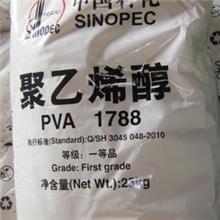 中国石化
SINOPEC
SINOPEC
聚乙烯醇
PVA 1788
执行标准(Standard):Q/SH 3045 048-2010
等级:一等品
Grade: First grade
净含量(Net Wt.): 25kg